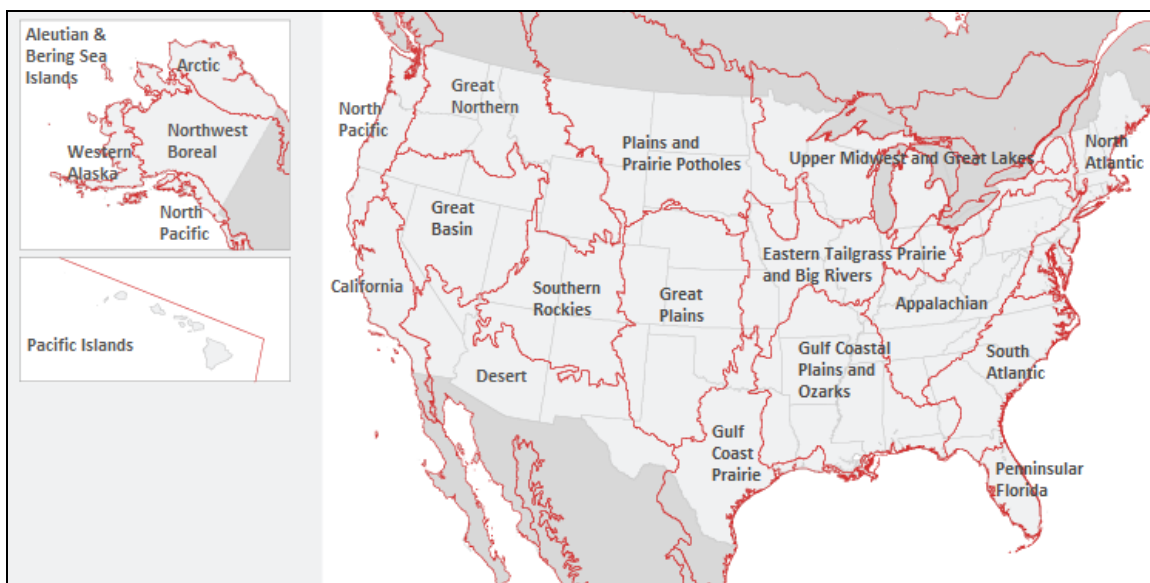 Aleutian &
Bering Sea
Islands
Arctic
Northwest
Boreal
Western
Alaska
North
Pacific
Pacific Islands
Great
Northern
North
Pacific
Plains and
Prairie Potholes
Upper Midwest and Great Lakes
North
Atlantic
Great
Basin
Eastern Tailgrass Prairie
and Big Rivers
California
Southern
Rockies
Great
Plains
Appalachian
Gulf Coastal
Plains and
Ozarks
South
Atlantic
Desert
Gulf
Coast
Prairie
Penninsular
Florida